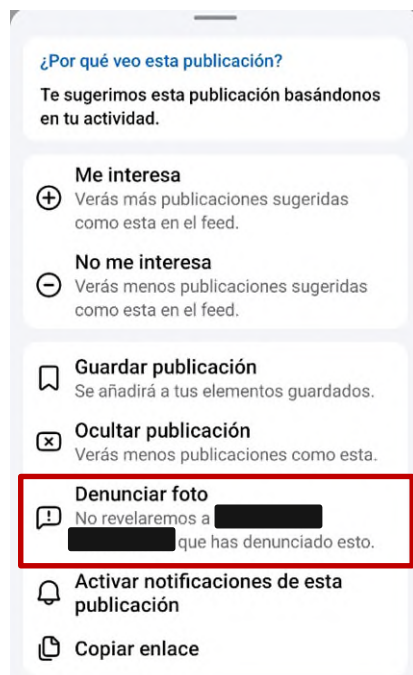 ¿Por qué veo esta publicación?
Te sugerimos esta publicación basándonos
en tu actividad.
Me interesa
Verás más publicaciones sugeridas
como esta en el feed.
No me interesa
Verás menos publicaciones sugeridas
como esta en el feed.
Guardar publicación
Se añadirá a tus elementos guardados.
Ocultar publicación
Verás menos publicaciones como esta.
Denunciar foto
No revelaremos a
que has denunciado esto.
Activar notificaciones de esta
publicación
Copiar enlace